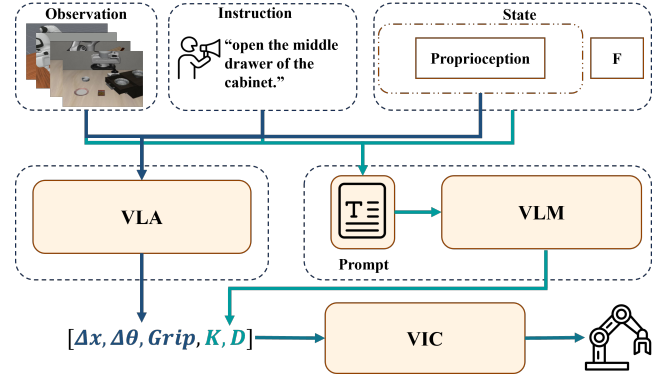 Observation
Instruction
State
“open the middle
drawer of the
cabinet.”
Proprioception
F
VLA
T
VLM
Prompt
[Δx, Δθ, Grip, K, D]
VIC